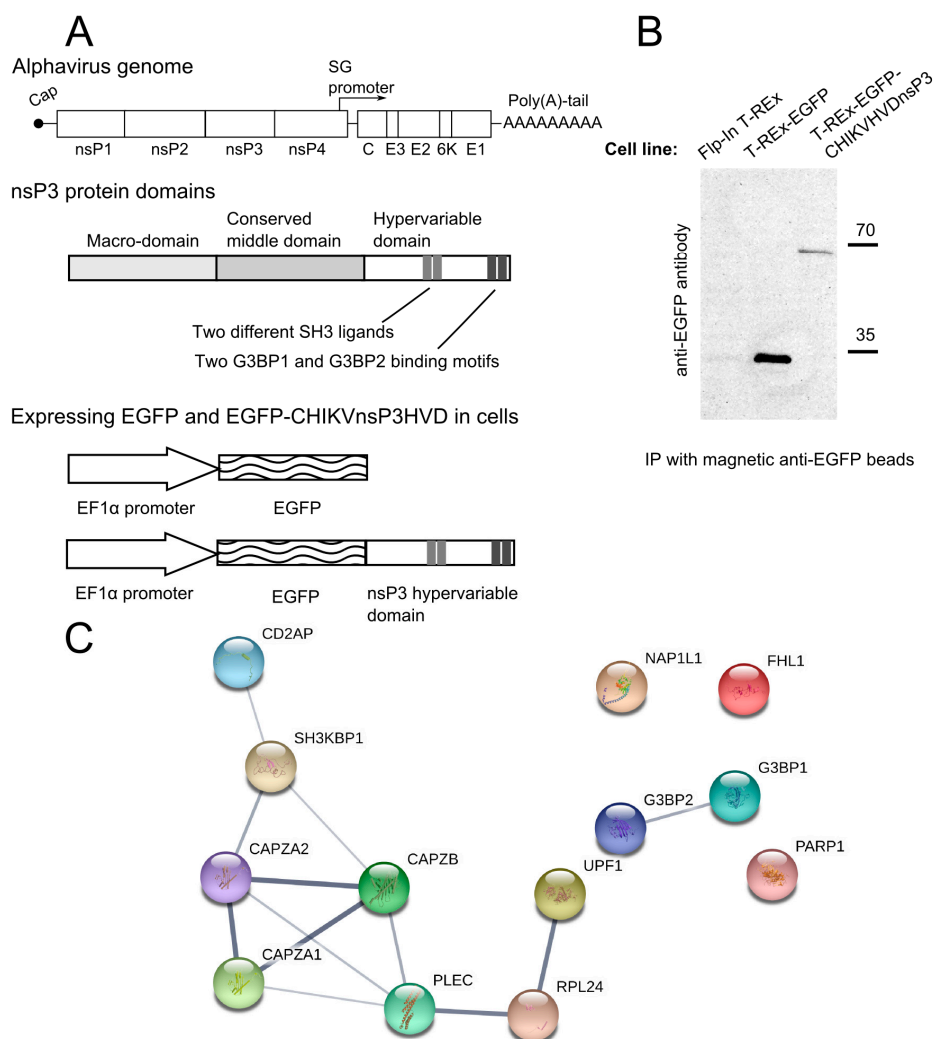 A
Alphavirus genome
Cap
SG
promoter
Poly(A)-tail
AAAAAAAAA
nsP1 nsP2 nsP3 nsP4 C E3 E2 6K E1
nsP3 protein domains
Macro-domain
Conserved
middle domain
Hypervariable
domain
Two different SH3 ligands
Two G3BP1 and G3BP2 binding motifs
Expressing EGFP and EGFP-CHIKVnsP3HVD in cells
EF1α promoter EGFP
EF1α promoter EGFP
nsP3 hypervariable
domain
B
Cell line:
Flp-In T-REx
T-REx-EGFP
T-REx-EGFP-
CHIKVHVDnsP3
anti-EGFP antibody
70
35
IP with magnetic anti-EGFP beads
C
CD2AP
NAP1L1
FHL1
SH3KBP1
G3BP1
G3BP2
CAPZA2
CAPZB
UPF1
PARP1
CAPZA1
PLEC
RPL24